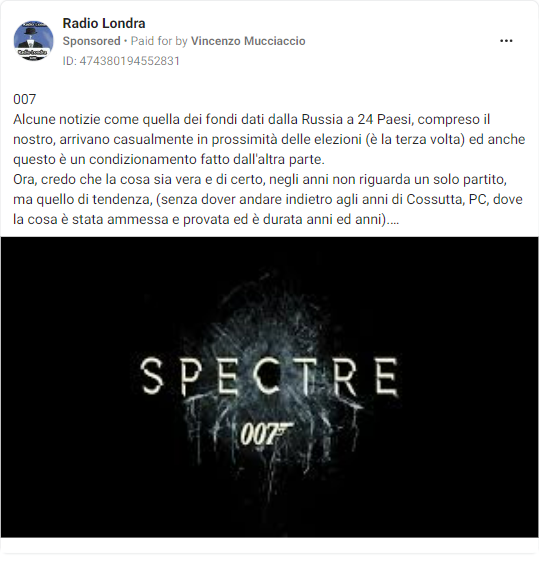 Radio Londra
Sponsored • Paid for by Vincenzo Mucciaccio
ID: 474380194552831
007
Alcune notizie come quella dei fondi dati dalla Russia a 24 Paesi, compreso il
nostro, arrivano casualmente in prossimità delle elezioni (è la terza volta) ed anche
questo è un condizionamento fatto dall'altra parte.
Ora, credo che la cosa sia vera e di certo, negli anni non riguarda un solo partito,
ma quello di tendenza, (senza dover andare indietro agli anni di Cossutta, PC, dove
la cosa è stata ammessa e provata ed è durata anni ed anni)....
SPECTRE
007